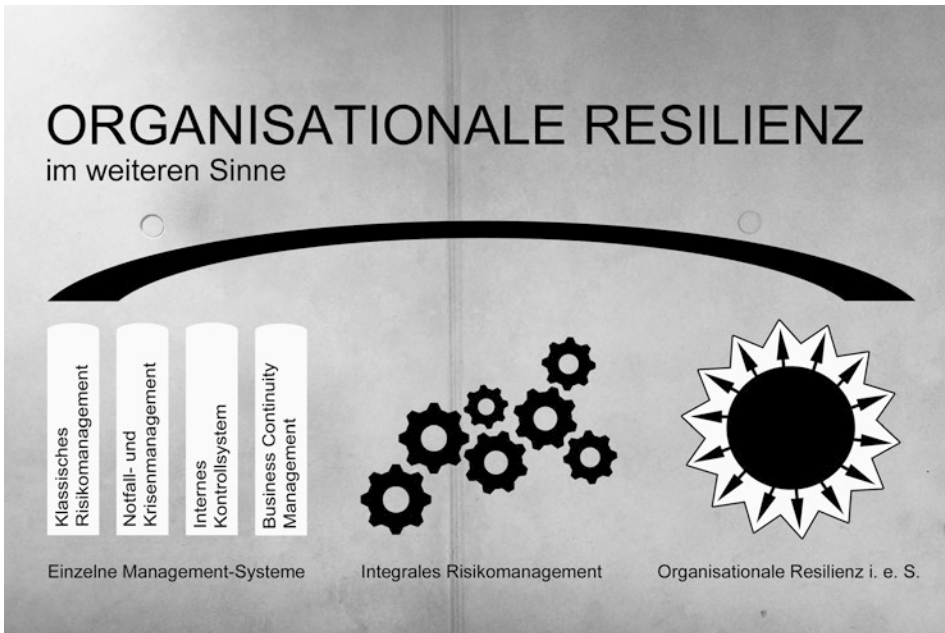 ORGANISATIONALE RESILIENZ
im weiteren Sinne
Klassisches
Risikomanagement
Notfall- und
Krisenmanagement
Internes
Kontrollsystem
Business Continuity
Management
Einzelne Management-Systeme
Integrales Risikomanagement
Organisationale Resilienz i. e. S.